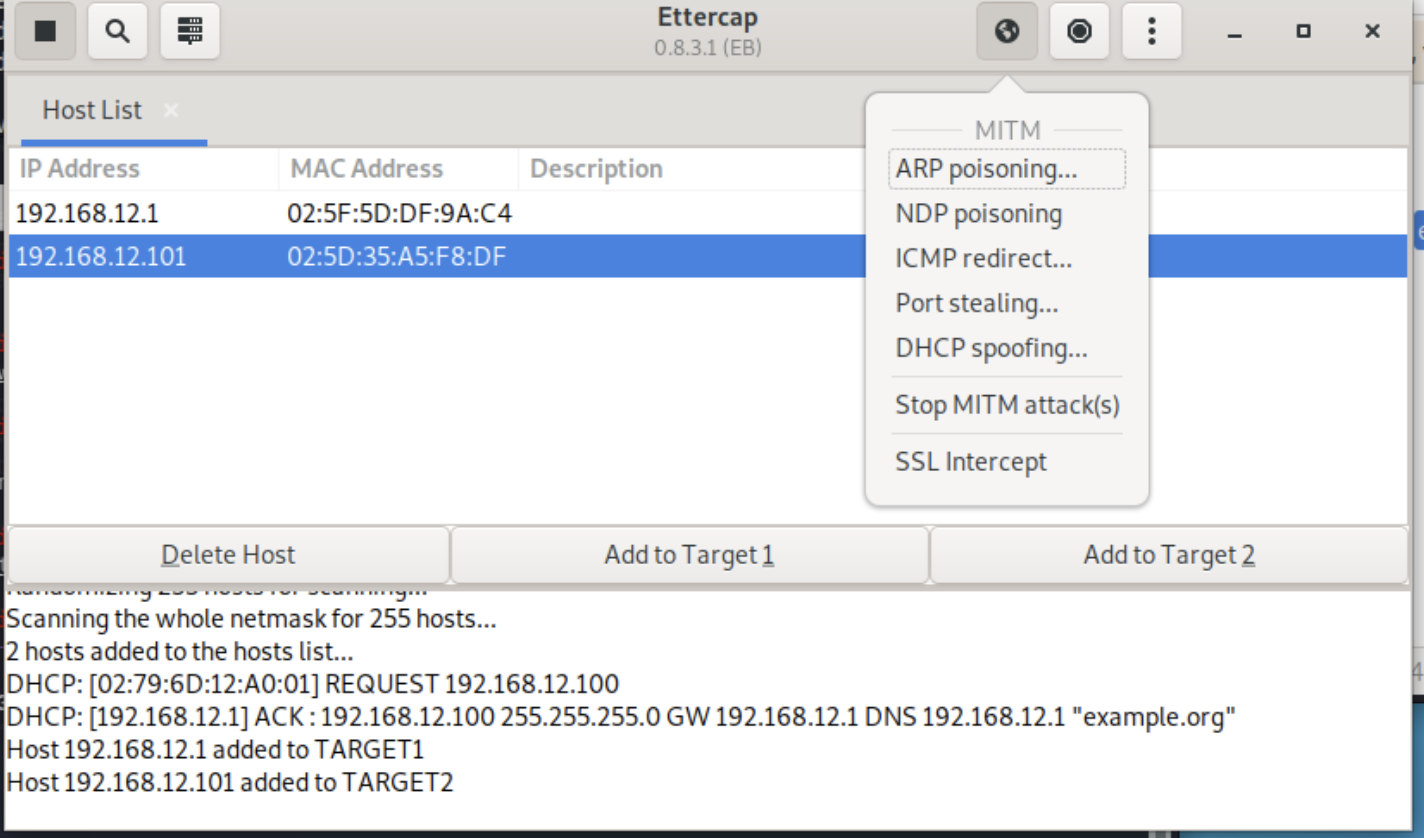 Ettercap
0.8.3.1 (EB)
Host List ×
MITM
ARP poisoning...
NDP poisoning
ICMP redirect...
Port stealing...
DHCP spoofing...
Stop MITM attack(s)
SSL Intercept
IP Address MAC Address Description
192.168.12.1 02:5F:5D:DF:9A:C4
192.168.12.101 02:5D:35:A5:F8:DF
Delete Host Add to Target 1 Add to Target 2
Randomizing 255 hosts for scanning...
Scanning the whole netmask for 255 hosts...
2 hosts added to the hosts list...
DHCP: [02:79:6D:12:A0:01] REQUEST 192.168.12.100
DHCP: [192.168.12.1] ACK : 192.168.12.100 255.255.255.0 GW 192.168.12.1 DNS 192.168.12.1 "example.org"
Host 192.168.12.1 added to TARGET1
Host 192.168.12.101 added to TARGET2